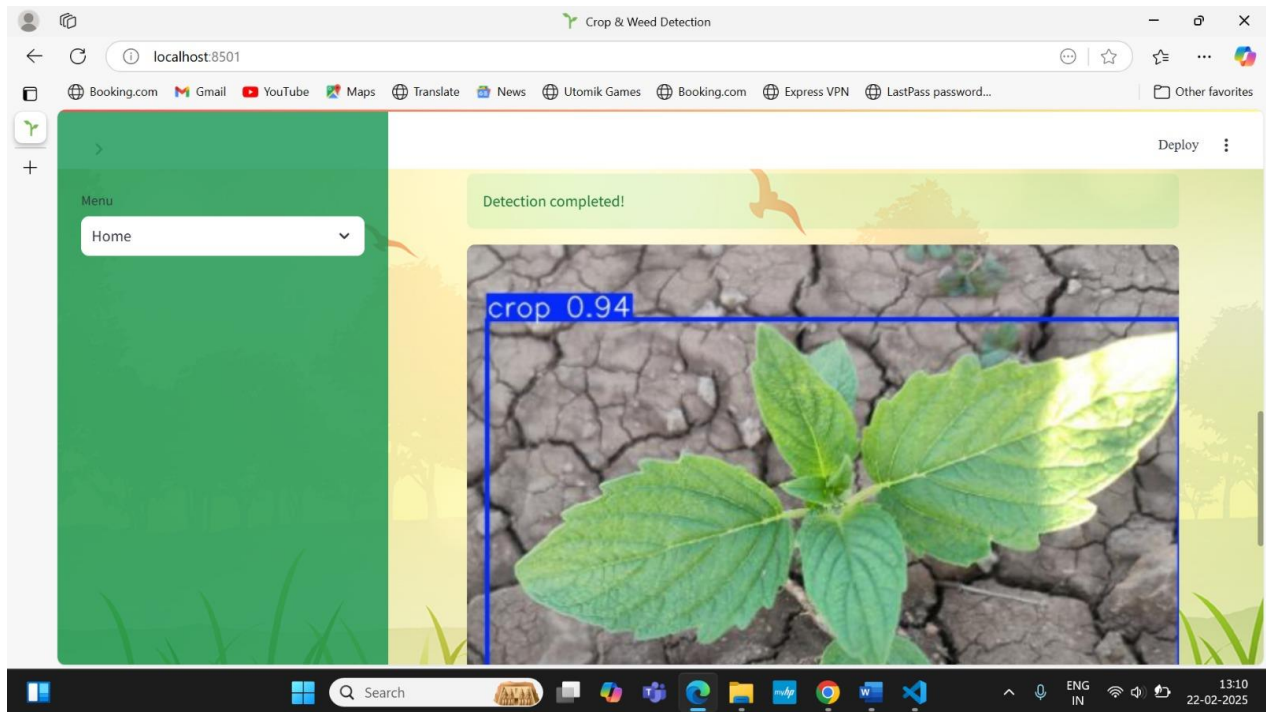 Crop & Weed Detection
localhost:8501
Booking.com Gmail YouTube Maps Translate News Utomik Games Booking.com Express VPN LastPass password... Other favorites
Deploy
Menu
Home
Detection completed!
crop 0.94
Search
myhp
W
ENG
IN
13:10
22-02-2025